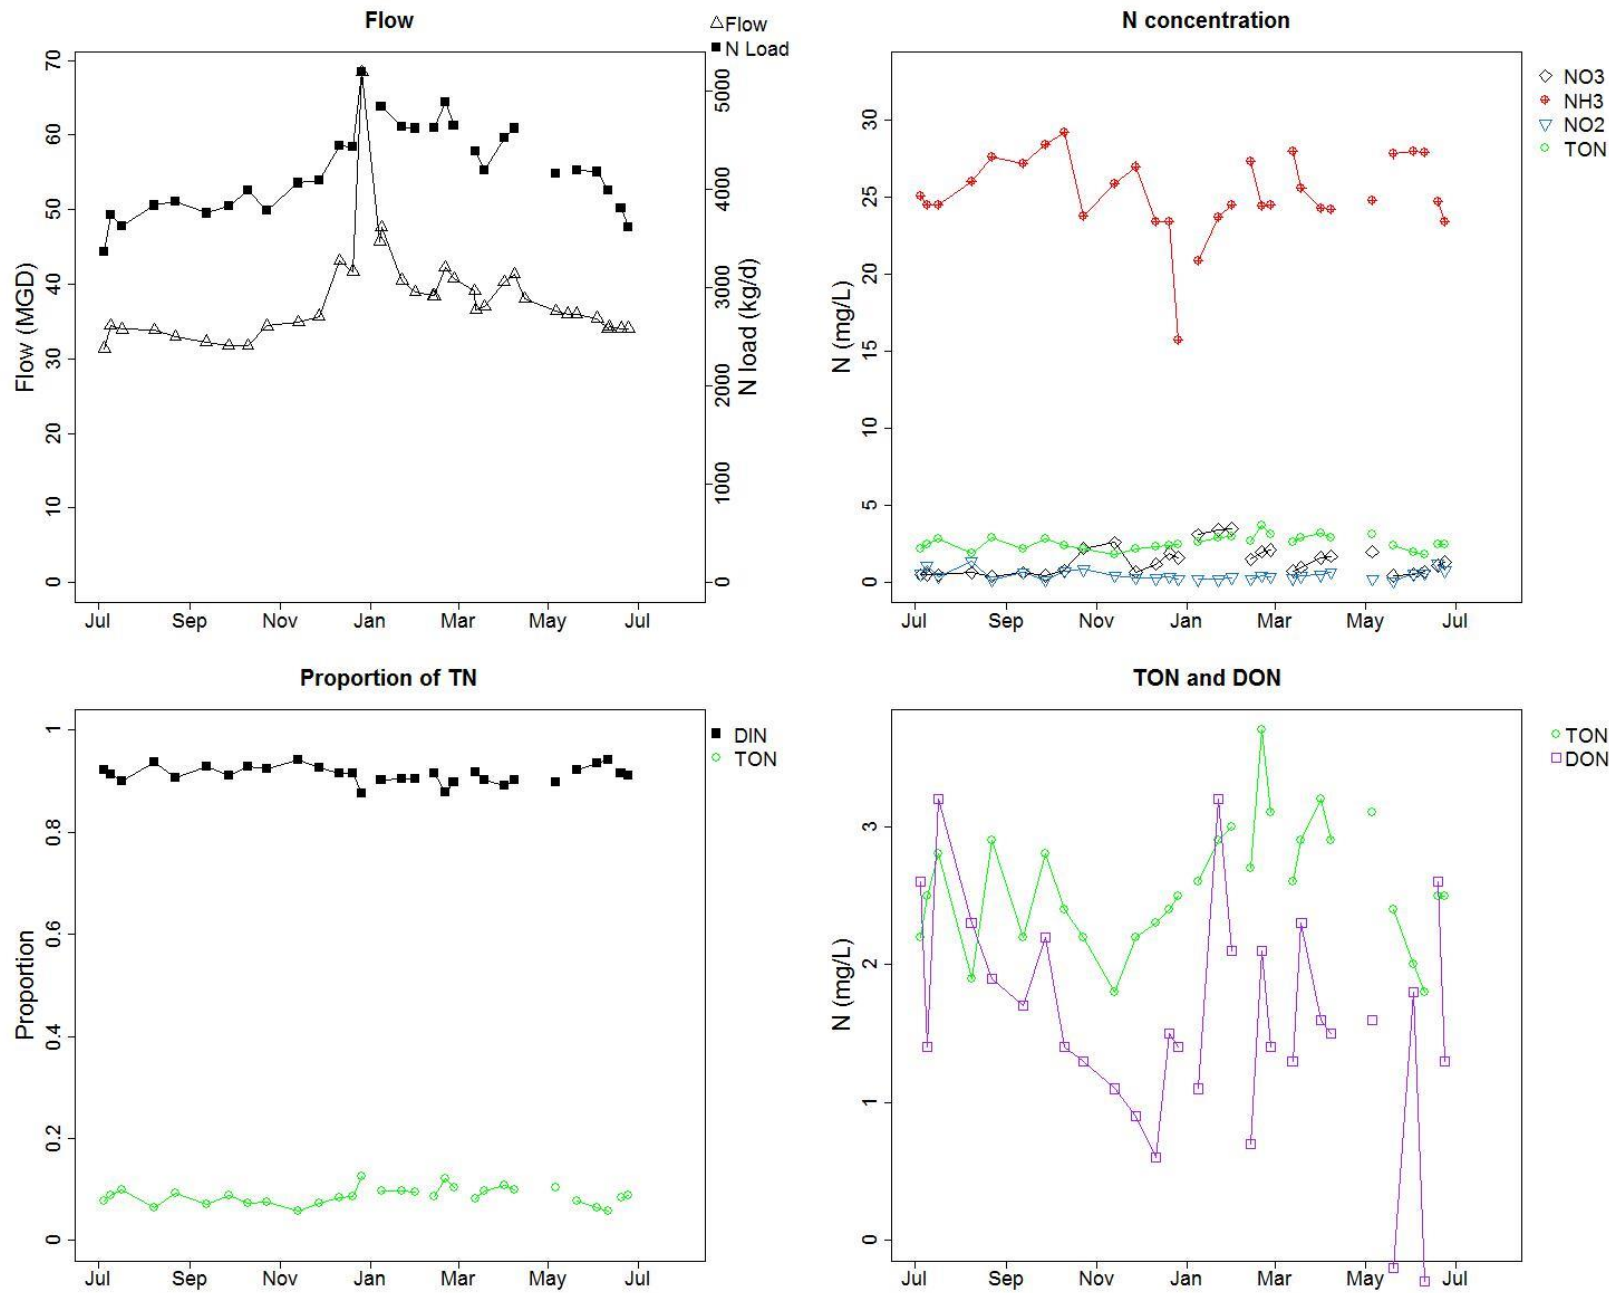 Flow
Flow
N Load
70
60
50
40
30
20
10
0
Flow (MGD)
5000
4000
3000
2000
1000
0
N load (kg/d)
Jul Sep Nov Jan Mar May Jul
N concentration
NO3
NH3
NO2
TON
30
25
20
15
10
5
0
N (mg/L)
Jul Sep Nov Jan Mar May Jul
Proportion of TN
DIN
TON
1
0.8
0.6
0.4
0.2
0
Proportion
Jul Sep Nov Jan Mar May Jul
TON and DON
TON
DON
3
2
1
0
N (mg/L)
Jul Sep Nov Jan Mar May Jul